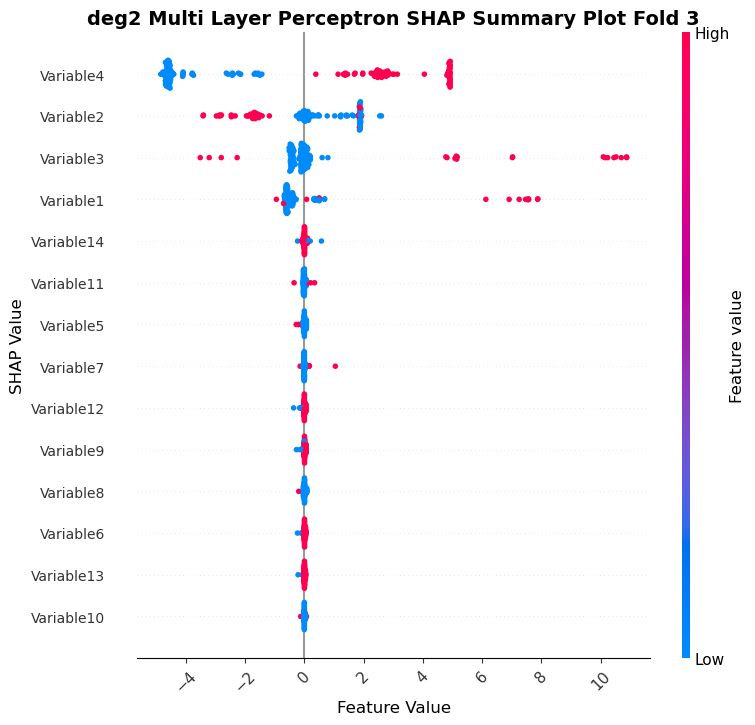 deg2 Multi Layer Perceptron SHAP Summary Plot Fold 3
High
Variable4
Variable2
Variable3
Variable1
Variable14
Variable11
Variable5
Variable7
Variable12
Variable9
Variable8
Variable6
Variable13
Variable10
SHAP Value
Feature value
Low
−4 −2 0 2 4 6 8 10
Feature Value